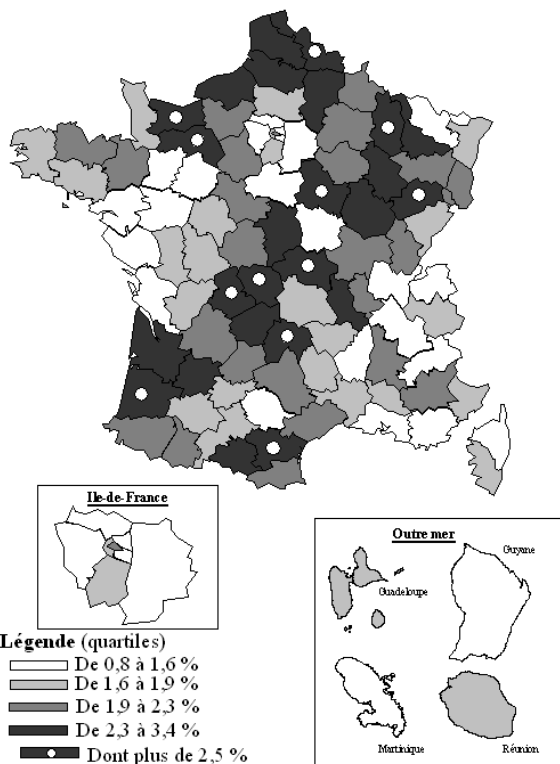 Ile-de-France
Outre mer
Guyane
Guadeloupe
Martinique
Réunion
Légende (quartiles)
De 0,8 à 1,6 %
De 1,6 à 1,9 %
De 1,9 à 2,3 %
De 2,3 à 3,4 %
Dont plus de 2,5 %